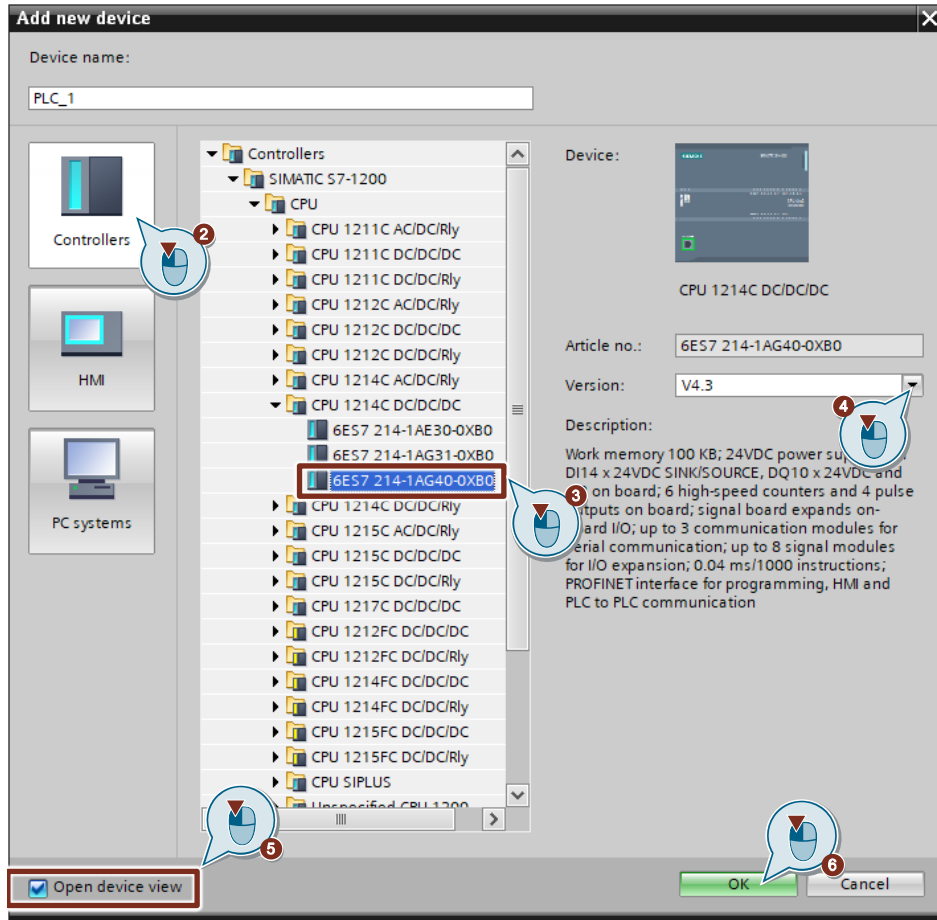 Add new device
Device name:
PLC_1
Controllers
HMI
PC systems
Controllers
SIMATIC S7-1200
CPU
CPU 1211C AC/DC/Rly
CPU 1211C DC/DC/DC
CPU 1211C DC/DC/Rly
CPU 1212C AC/DC/Rly
CPU 1212C DC/DC/DC
CPU 1212C DC/DC/Rly
CPU 1214C AC/DC/Rly
CPU 1214C DC/DC/DC
6ES7 214-1AE30-0XB0
6ES7 214-1AG31-0XB0
6ES7 214-1AG40-0XB0
CPU 1214C DC/DC/Rly
CPU 1215C AC/DC/Rly
CPU 1215C DC/DC/DC
CPU 1215C DC/DC/Rly
CPU 1217C DC/DC/DC
CPU 1212FC DC/DC/DC
CPU 1212FC DC/DC/Rly
CPU 1214FC DC/DC/DC
CPU 1214FC DC/DC/Rly
CPU 1215FC DC/DC/DC
CPU 1215FC DC/DC/Rly
CPU SIPLUS
Unspecified CPU 1200
Device:
SIEMENS
CPU 1214C DC/DC/DC
Article no.: 6ES7 214-1AG40-0XB0
Version: V4.3
Description:
Work memory 100 KB; 24VDC power
DI14 x 24VDC SINK/SOURCE, DQ10 x 24VDC and
on board; 6 high-speed counters and 4 pulse
outputs on board; signal board expands on-
board I/O; up to 3 communication modules for
serial communication; up to 8 signal modules
for I/O expansion; 0.04 ms/1000 instructions;
PROFINET interface for programming, HMI and
PLC to PLC communication
2
3
4
5
6
Open device view
OK
Cancel